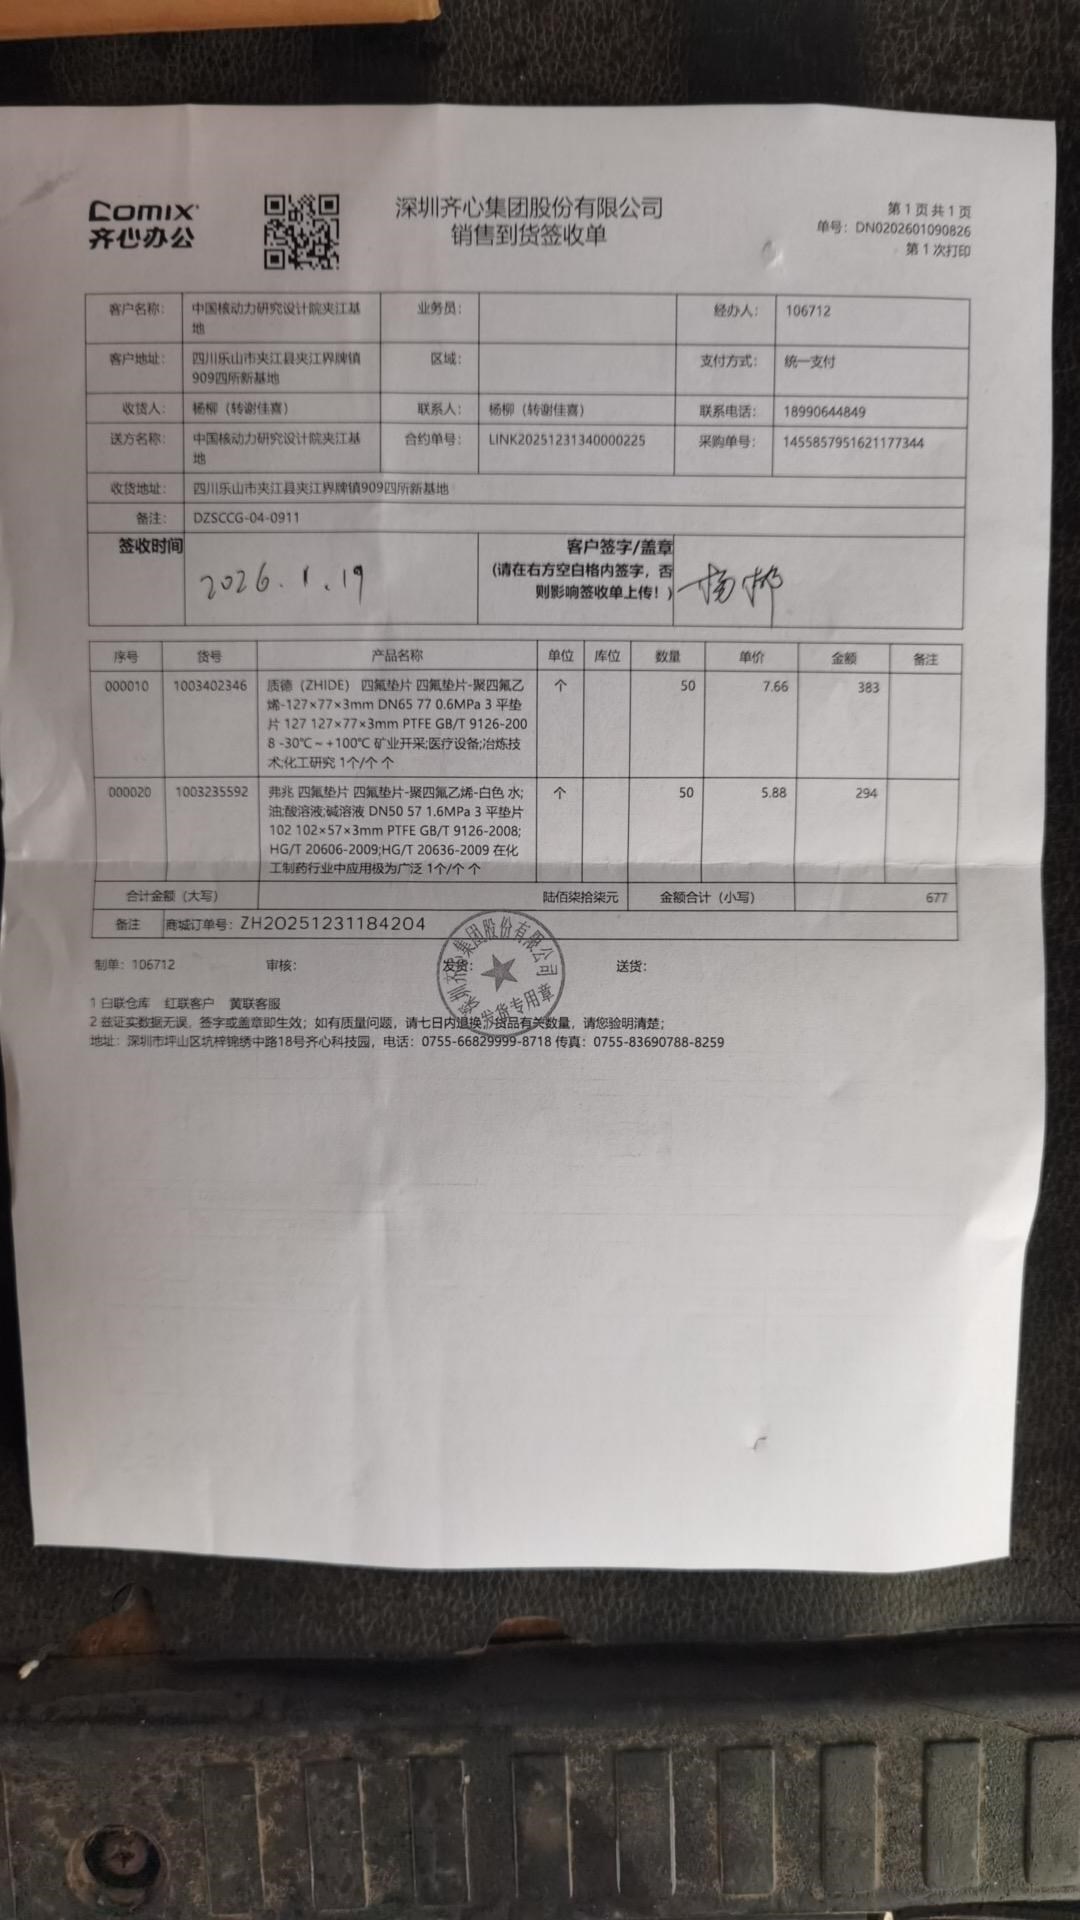 Comix
齐心办公
深圳齐心集团股份有限公司
销售到货签收单
第 1 页 共 1 页
单号：DN0202601090826
第 1 次打印
客户名称： 中国核动力研究设计院夹江基地 业务员： 经办人： 106712
客户地址： 四川乐山市夹江县夹江界牌镇909四所新基地 区域： 支付方式： 统一支付
收货人： 杨柳（转谢佳喜） 联系人： 杨柳（转谢佳喜） 联系电话： 18990644849
送方名称： 中国核动力研究设计院夹江基地 合约单号： LINK20251231340000225 采购单号： 1455857951621177344
收货地址： 四川乐山市夹江县夹江界牌镇909四所新基地
备注： DZSCCG-04-0911
签收时间 2026.1.19 客户签字/盖章
(请在右方空白格内签字，否则影响签收单上传！) 杨柳
序号 货号 产品名称 单位 库位 数量 单价 金额 备注
000010 1003402346 质德（ZHIDE） 四氟垫片 四氟垫片-聚四氟乙 个 50 7.66 383
烯-127×77×3mm DN65 77 0.6MPa 3 平垫
片 127 127×77×3mm PTFE GB/T 9126-200
8 -30℃～+100℃ 矿业开采;医疗设备;冶炼技
术;化工研究 1个/个 个
000020 1003235592 弗兆 四氟垫片 四氟垫片-聚四氟乙烯-白色 水; 个 50 5.88 294
油;酸溶液;碱溶液 DN50 57 1.6MPa 3 平垫片
102 102×57×3mm PTFE GB/T 9126-2008;
HG/T 20606-2009;HG/T 20636-2009 在化
工制药行业中应用极为广泛 1个/个 个
合计金额（大写） 陆佰柒拾柒元 金额合计（小写） 677
备注 商城订单号：ZH20251231184204
制单：106712 审核： 发货： 送货：
深圳齐心集团股份有限公司
发货专用章
1 白联仓库 红联客户 黄联客服
2 兹证实数据无误，签字或盖章即生效；如有质量问题，请七日内退换；货品有关数量，请您验明清楚；
地址：深圳市坪山区坑梓锦绣中路18号齐心科技园，电话：0755-66829999-8718 传真：0755-83690788-8259